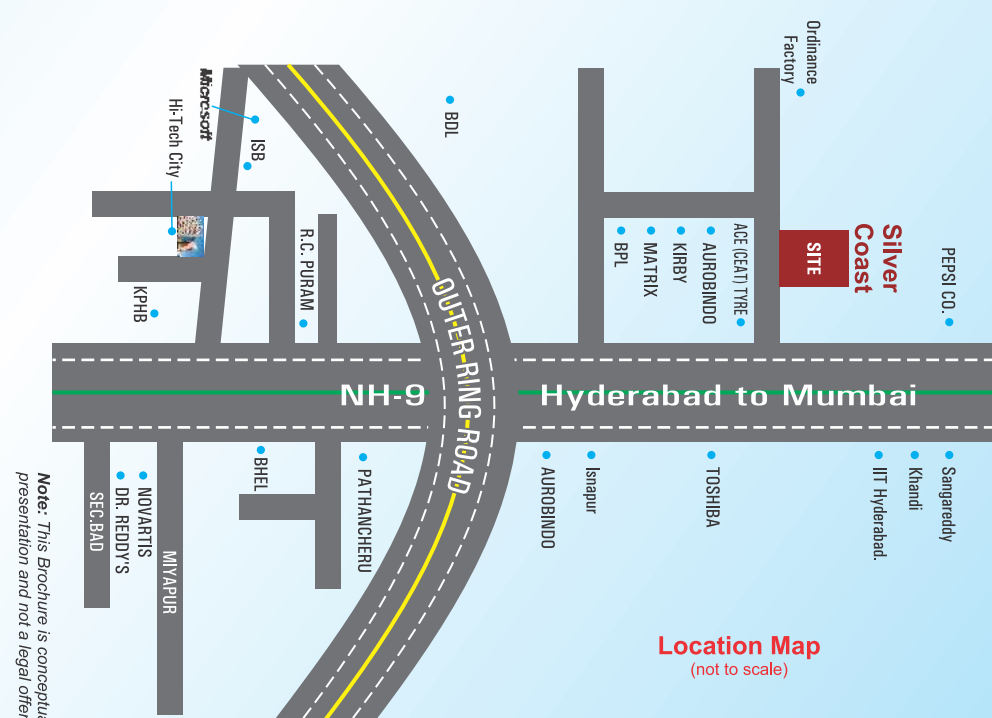 Ordinance
Factory
BDL
Microsoft
ISB
Hi-Tech City
R.C. PURAM
KPHB
BPL
MATRIX
KIRBY
AUROBINDO
ACE (CEAT) TYRE
SITE
Silver
Coast
PEPSI CO.
OUTER RING ROAD
NH-9
Hyderabad to Mumbai
SEC.BAD
DR. REDDY'S
NOVARTIS
MIYAPUR
BHEL
PATHANCHERU
AUROBINDO
Isnapur
TOSHIBA
IIT Hyderabad.
Khandi
Sangareddy
Location Map
(not to scale)
Note: This Brochure is conceptua
presentation and not a legal offer